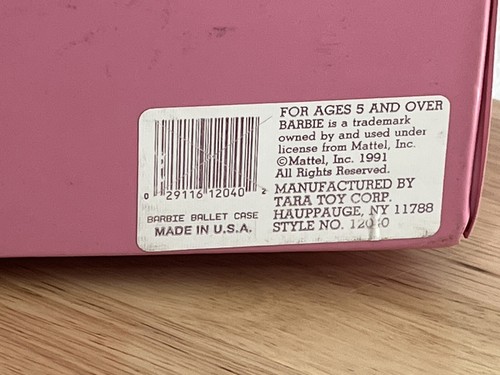 0 29116 12040 2
BARBIE BALLET CASE
MADE IN U.S.A.
FOR AGES 5 AND OVER
BARBIE is a trademark
owned by and used under
license from Mattel, Inc.
©Mattel, Inc. 1991
All Rights Reserved.
MANUFACTURED BY
TARA TOY CORP.
HAUPPAUGE, NY 11788
STYLE NO. 12040